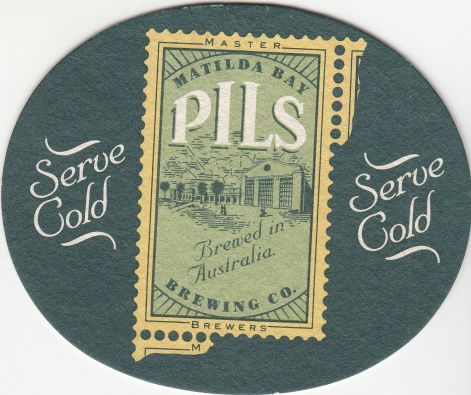 MASTER
MATILDA BAY
PILS
Serve
Cold
Serve
Cold
Brewed in
Australia.
BREWING CO.
BREWERS
M